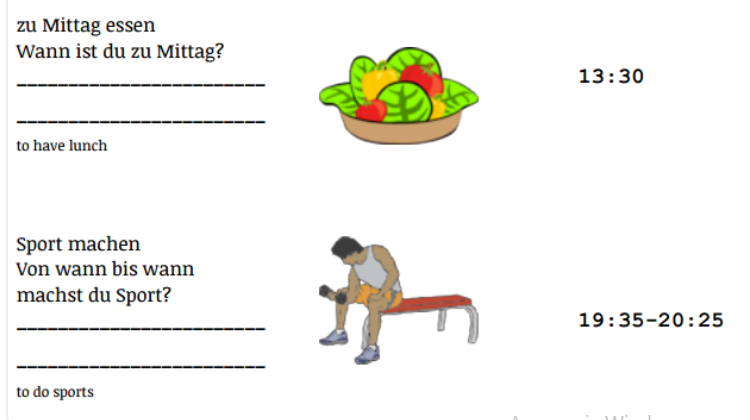 zu Mittag essen
Wann ist du zu Mittag?
13:30
to have lunch
Sport machen
Von wann bis wann
machst du Sport?
19:35-20:25
to do sports